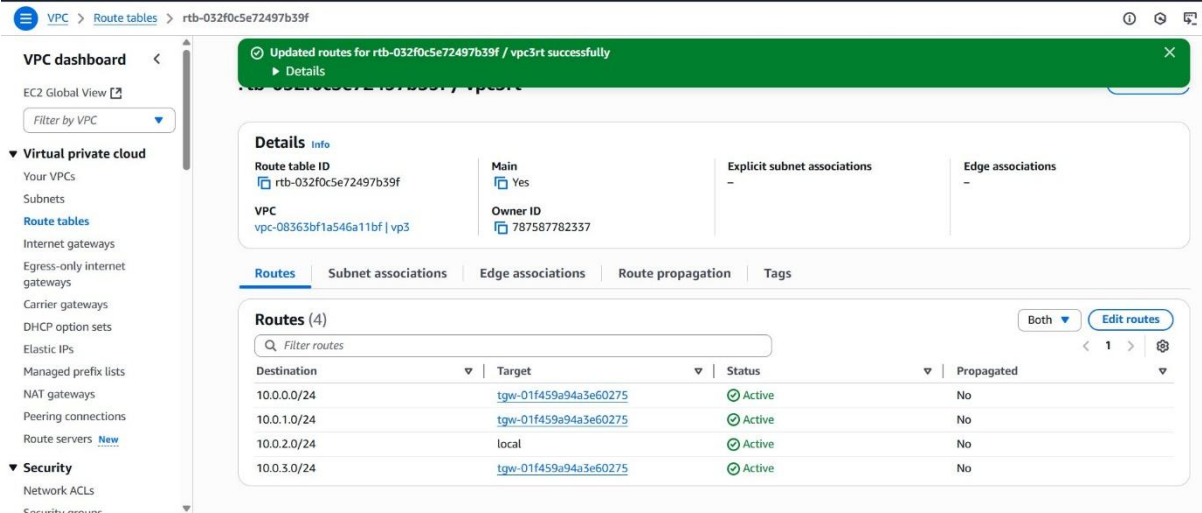 VPC > Route tables > rtb-032f0c5e72497b39f
VPC dashboard
EC2 Global View
Filter by VPC
Virtual private cloud
Your VPCs
Subnets
Route tables
Internet gateways
Egress-only internet
gateways
Carrier gateways
DHCP option sets
Elastic IPs
Managed prefix lists
NAT gateways
Peering connections
Route servers New
Security
Network ACLs
Security groups
Updated routes for rtb-032f0c5e72497b39f / vpc3rt successfully
Details
rtb-032f0c5e72497b39f / vpc3rt
Details Info
Route table ID
rtb-032f0c5e72497b39f
Main
Yes
Explicit subnet associations
–
Edge associations
–
VPC
vpc-08363bf1a546a11bf | vp3
Owner ID
787587782337
Routes Subnet associations Edge associations Route propagation Tags
Routes (4)
Both
Edit routes
Filter routes
1
Destination Target Status Propagated
10.0.0.0/24 tgw-01f459a94a3e60275 Active No
10.0.1.0/24 tgw-01f459a94a3e60275 Active No
10.0.2.0/24 local Active No
10.0.3.0/24 tgw-01f459a94a3e60275 Active No